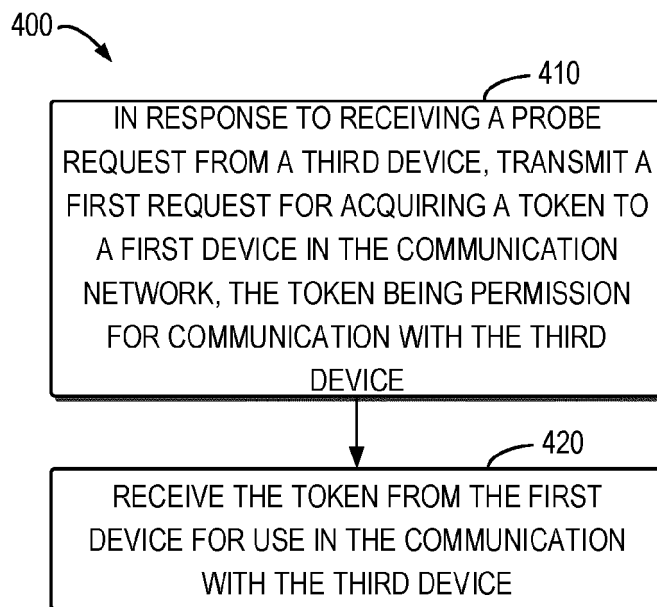 400
410
IN RESPONSE TO RECEIVING A PROBE
REQUEST FROM A THIRD DEVICE, TRANSMIT A
FIRST REQUEST FOR ACQUIRING A TOKEN TO
A FIRST DEVICE IN THE COMMUNICATION
NETWORK, THE TOKEN BEING PERMISSION
FOR COMMUNICATION WITH THE THIRD
DEVICE
420
RECEIVE THE TOKEN FROM THE FIRST
DEVICE FOR USE IN THE COMMUNICATION
WITH THE THIRD DEVICE